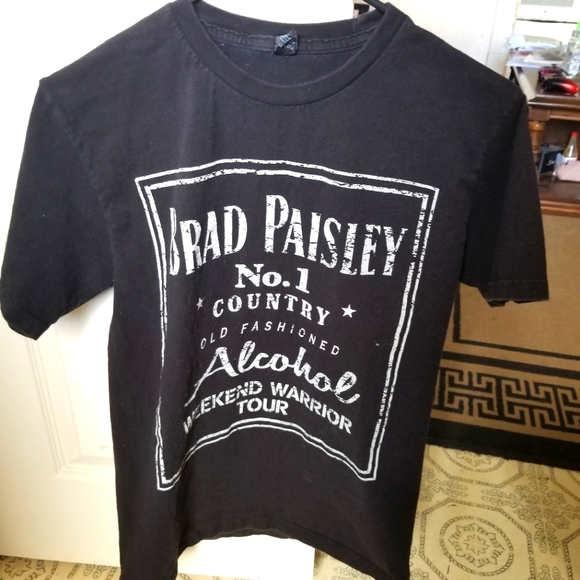 BRAD PAISLEY
No.1
COUNTRY
OLD FASHIONED
Alcohol
WEEKEND WARRIOR
TOUR